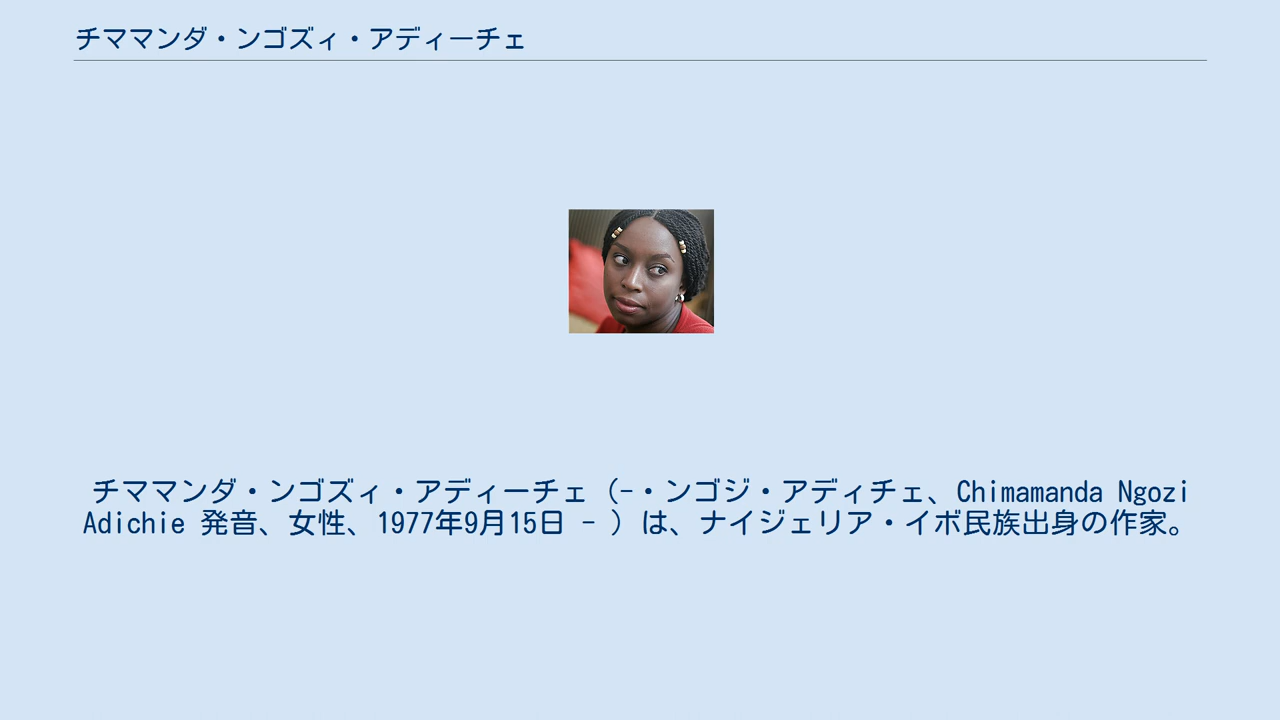 チママンダ・ンゴズィ・アディーチェ
チママンダ・ンゴズィ・アディーチェ（-・ンゴジ・アディチェ、Chimamanda Ngozi
Adichie 発音、女性、1977年9月15日 - ）は、ナイジェリア・イボ民族出身の作家。